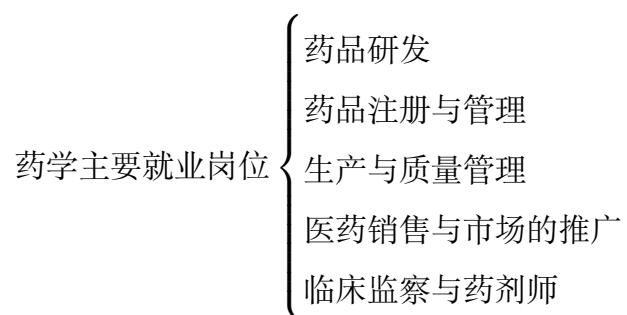 药学主要就业岗位
药品研发
药品注册与管理
生产与质量管理
医药销售与市场的推广
临床监察与药剂师